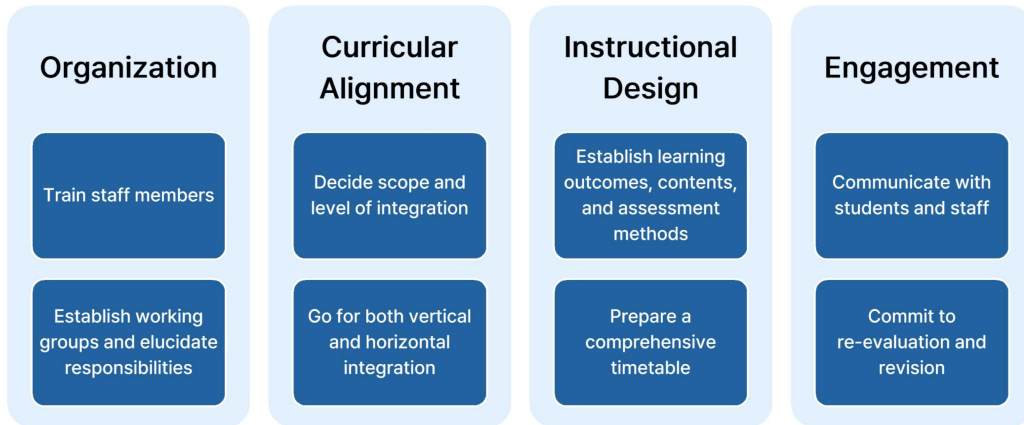 Organization
Train staff members
Establish working
groups and elucidate
responsibilities
Curricular
Alignment
Decide scope and
level of integration
Go for both vertical
and horizontal
integration
Instructional
Design
Establish learning
outcomes, contents,
and assessment
methods
Prepare a
comprehensive
timetable
Engagement
Communicate with
students and staff
Commit to
re-evaluation and
revision